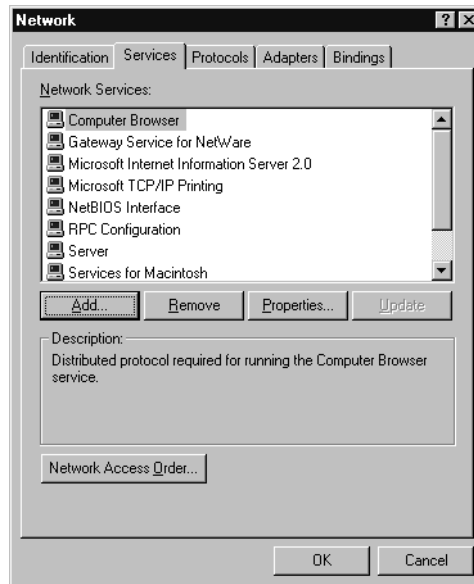 Network
Identification Services Protocols Adapters Bindings
Network Services:
Computer Browser
Gateway Service for NetWare
Microsoft Internet Information Server 2.0
Microsoft TCP/IP Printing
NetBIOS Interface
RPC Configuration
Server
Services for Macintosh
Add... Remove Properties... Update
Description:
Distributed protocol required for running the Computer Browser
service.
Network Access Order...
OK Cancel